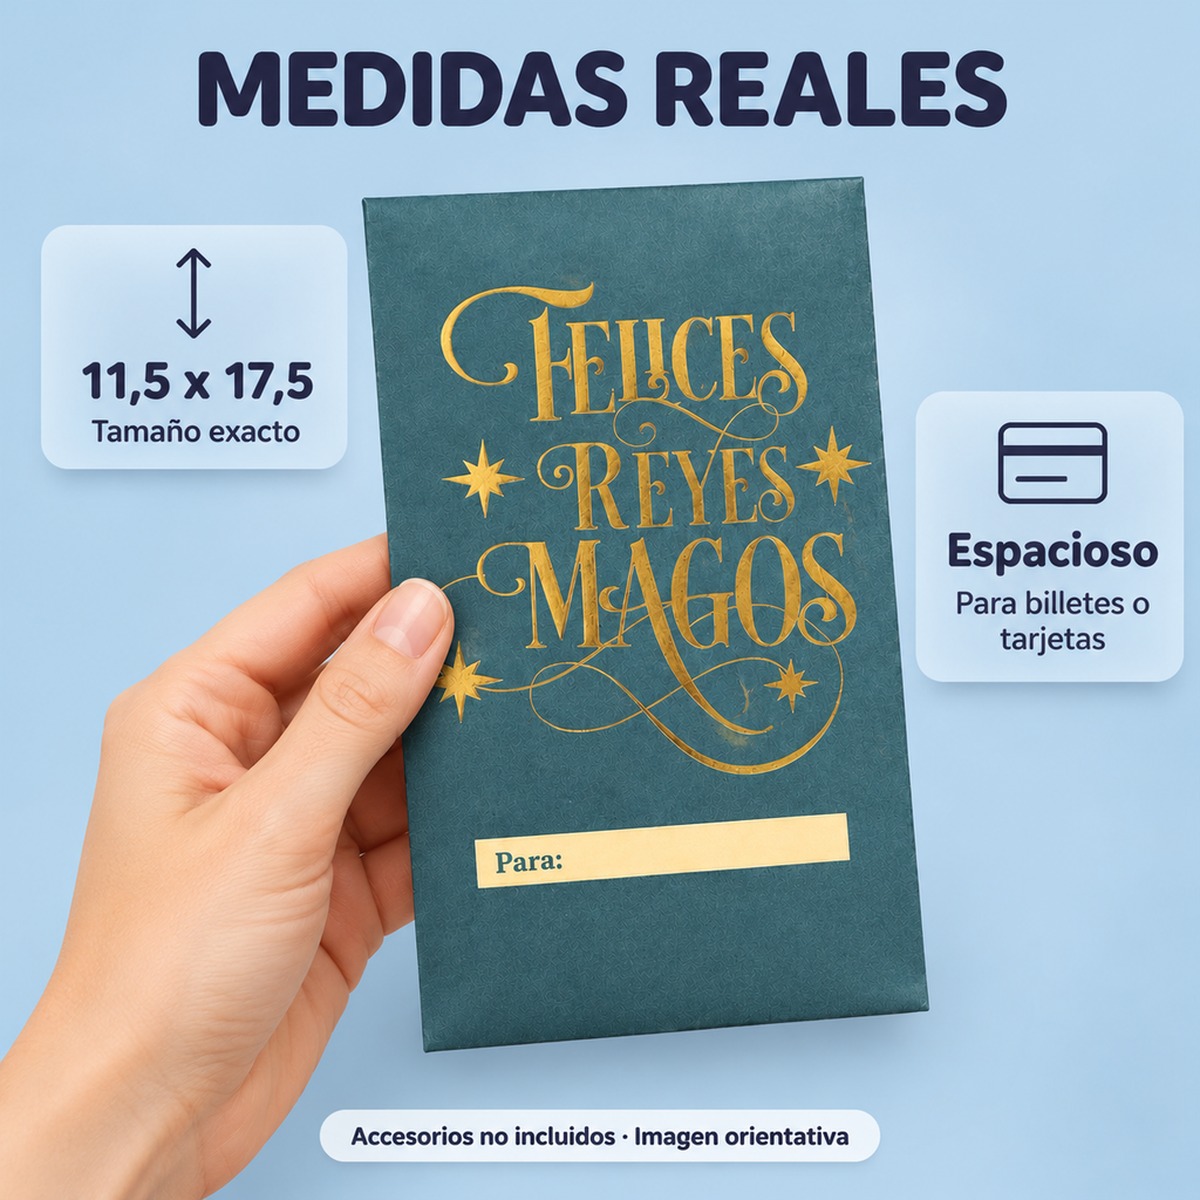 MEDIDAS REALES
11,5 x 17,5
Tamaño exacto
FELICES
REYES
MAGOS
Espacioso
Para billetes o
tarjetas
Para:
Accesorios no incluidos · Imagen orientativa